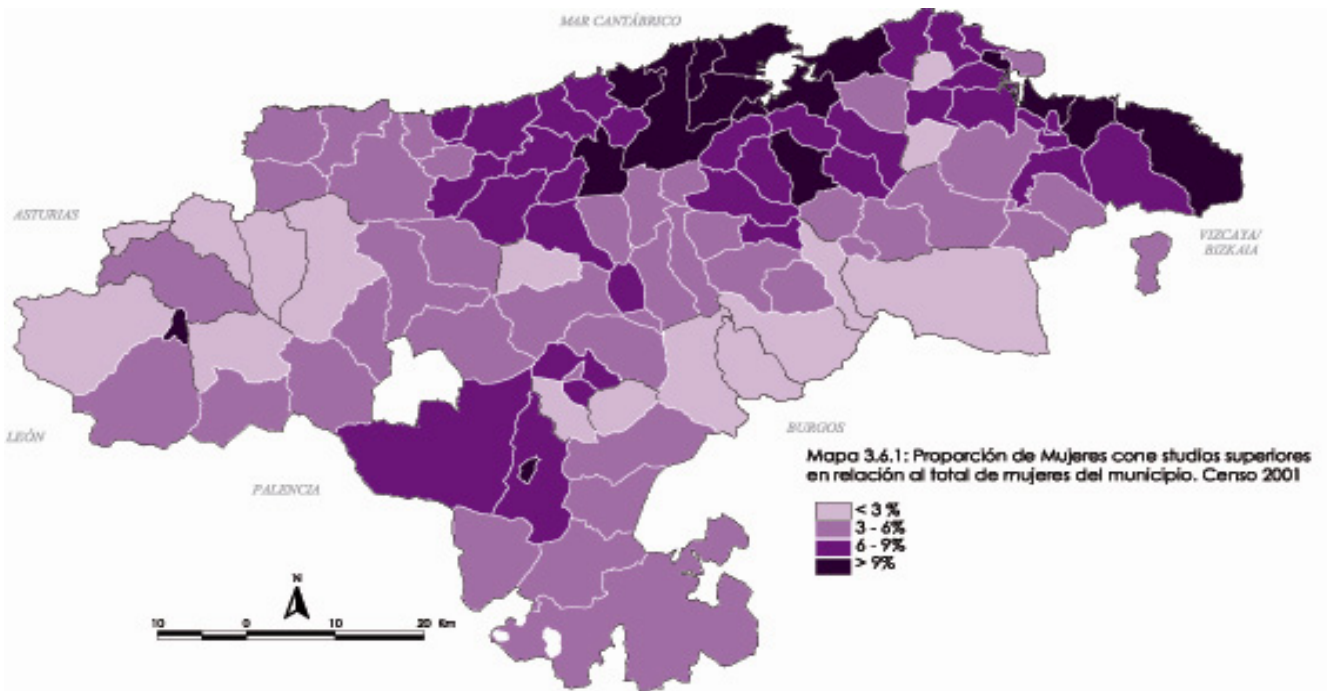 MAR CANTÁBRICO
ASTURIAS
VIZCAYA/
BIZKAIA
LEÓN
BURGOS
PALENCIA
Mapa 3.6.1: Proporción de Mujeres cone studios superiores
en relación al total de mujeres del municipio. Censo 2001
< 3 %
3 - 6%
6 - 9%
> 9%
N
10 0 10 20 Km